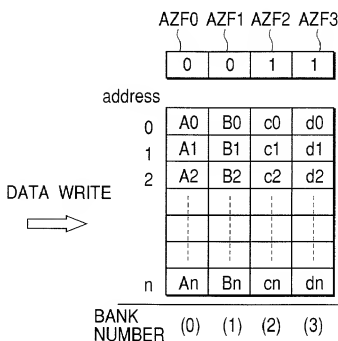 AZF0 AZF1 AZF2 AZF3
0 0 1 1
address
0 A0 B0 c0 d0
1 A1 B1 c1 d1
2 A2 B2 c2 d2
DATA WRITE
n An Bn cn dn
BANK NUMBER (0) (1) (2) (3)